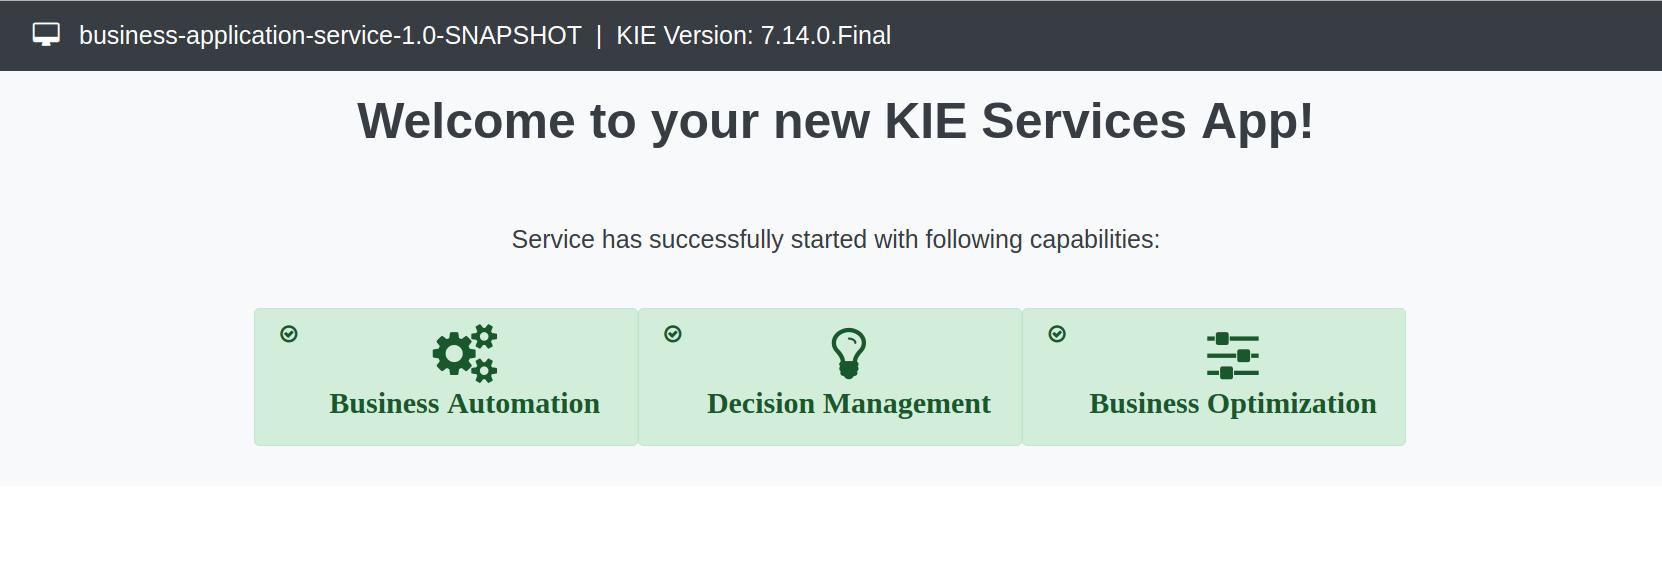 business-application-service-1.0-SNAPSHOT | KIE Version: 7.14.0.Final
Welcome to your new KIE Services App!
Service has successfully started with following capabilities:
Business Automation
Decision Management
Business Optimization